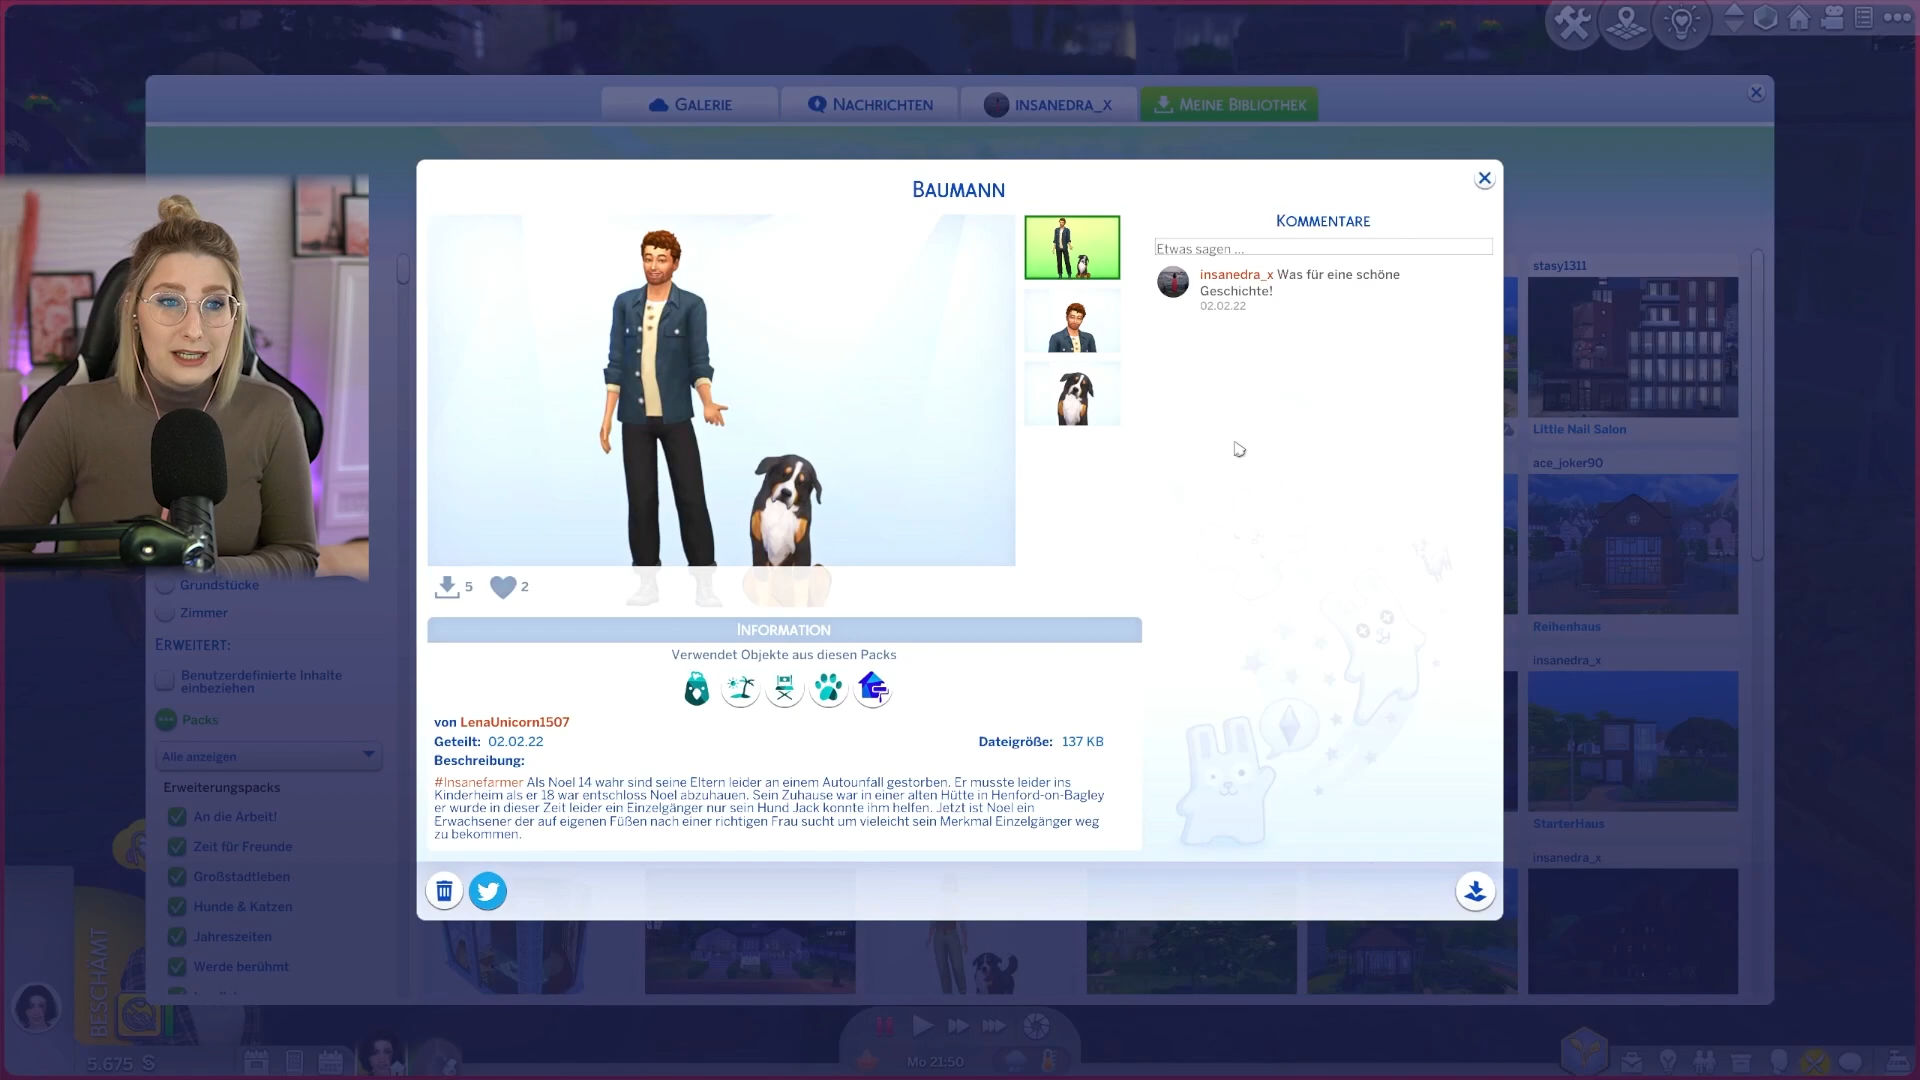 GALERIE
NACHRICHTEN
INSANEDRA_X
MEINE BIBLIOTHEK
BAUMANN
KOMMENTARE
Etwas sagen ...
insanedra_x Was für eine schöne
Geschichte!
02.02.22
5
2
INFORMATION
Verwendet Objekte aus diesen Packs
von LenaUnicorn1507
Geteilt: 02.02.22
Dateigröße: 137 KB
Beschreibung:
#Insanefarmer Als Noel 14 wahr sind seine Eltern leider an einem Autounfall gestorben. Er musste leider ins
Kinderheim als er 18 war entschloss Noel abzuhauen. Sein Zuhause war in einer alten Hütte in Henford-on-Bagley
er wurde in dieser Zeit leider ein Einzelgänger nur sein Hund Jack konnte ihm helfen. Jetzt ist Noel ein
Erwachsener der auf eigenen Füßen nach einer richtigen Frau sucht um vieleicht sein Merkmal Einzelgänger weg
zu bekommen.
Grundstücke
Zimmer
ERWEITERT:
Benutzerdefinierte Inhalte
einbeziehen
Packs
Alle anzeigen
Erweiterungspacks
An die Arbeit!
Zeit für Freunde
Großstadtleben
Hunde & Katzen
Jahreszeiten
Werde berühmt
stasy1311
Little Nail Salon
ace_joker90
Reihenhaus
insanedra_x
StarterHaus
insanedra_x
BESCHÄMT
5.675 $
Mo 21:50